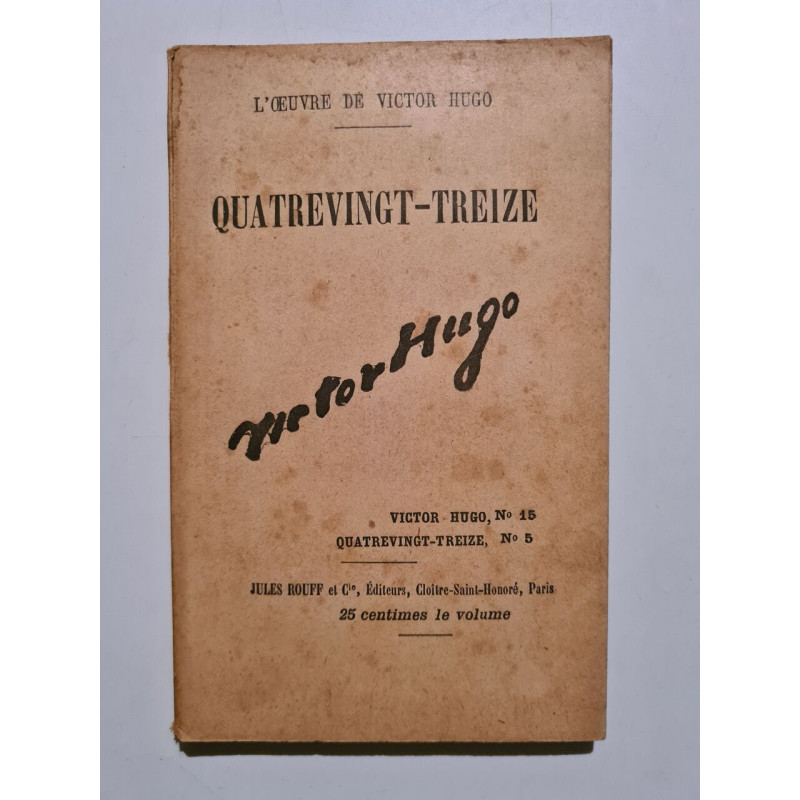 L'ŒUVRE DE VICTOR HUGO
QUATREVINGT-TREIZE
Victor Hugo
VICTOR HUGO, Nº 15
QUATREVINGT-TREIZE, Nº 5
JULES ROUFF et Cie, Éditeurs, Cloître-Saint-Honoré, Paris
25 centimes le volume